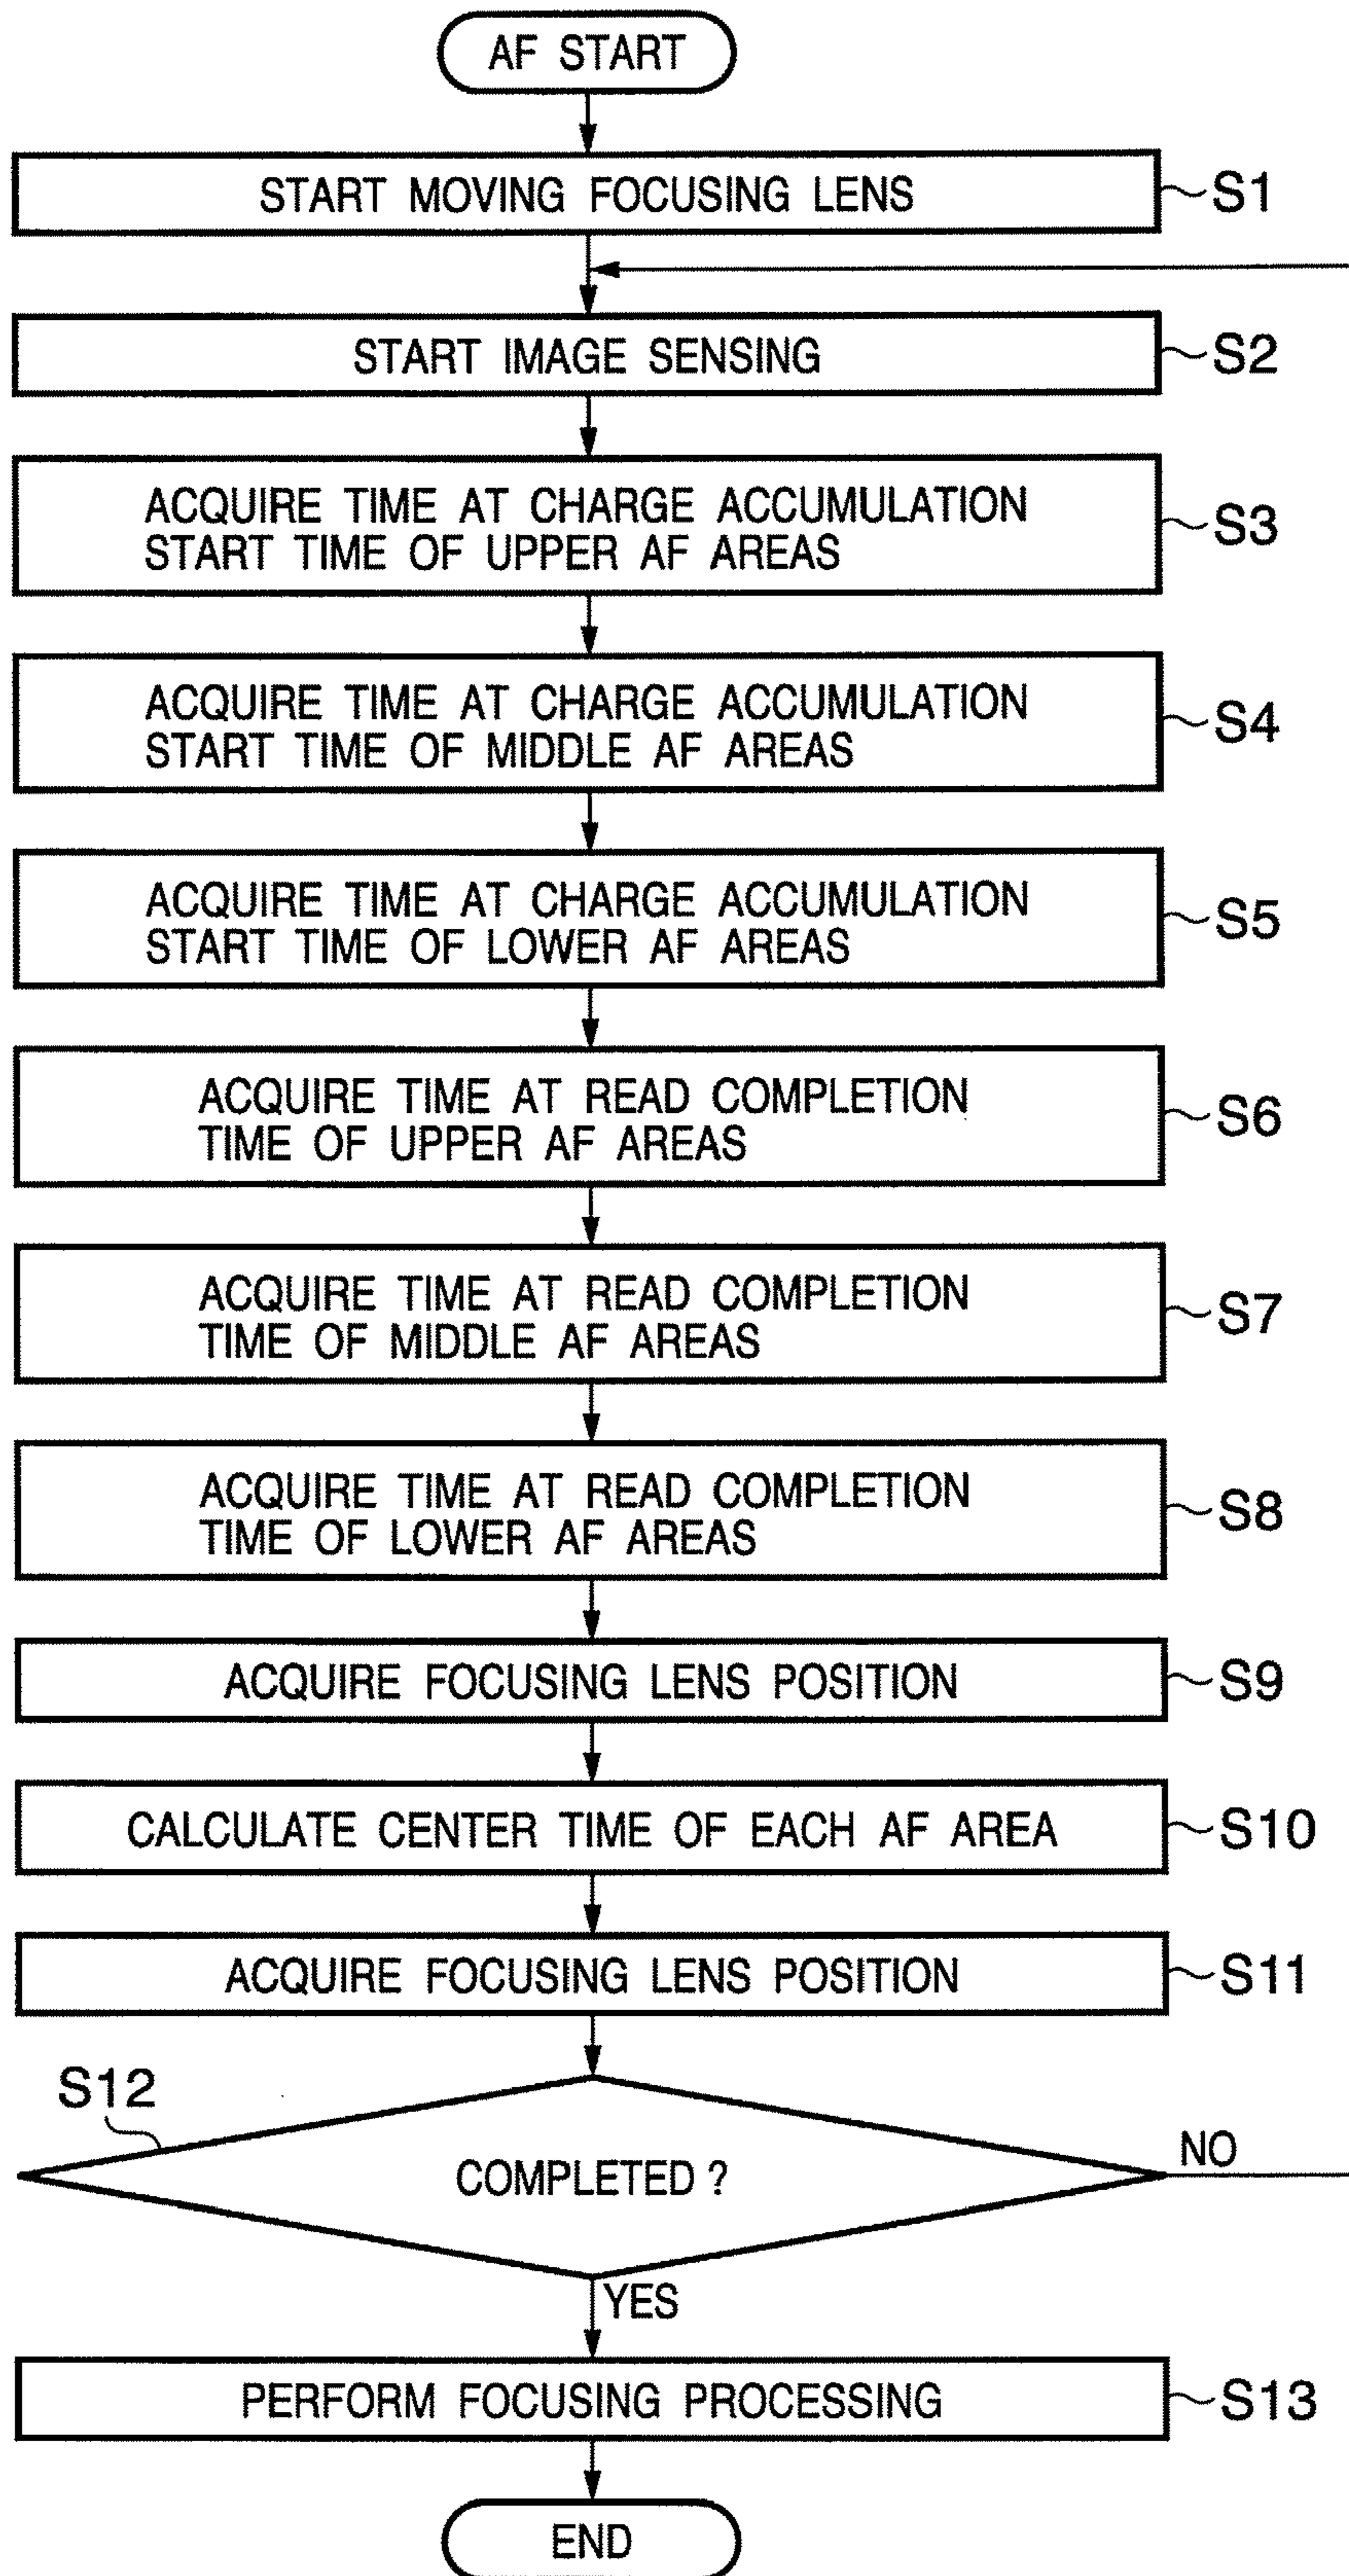 AF START
START MOVING FOCUSING LENS
S1
START IMAGE SENSING
S2
ACQUIRE TIME AT CHARGE ACCUMULATION
START TIME OF UPPER AF AREAS
S3
ACQUIRE TIME AT CHARGE ACCUMULATION
START TIME OF MIDDLE AF AREAS
S4
ACQUIRE TIME AT CHARGE ACCUMULATION
START TIME OF LOWER AF AREAS
S5
ACQUIRE TIME AT READ COMPLETION
TIME OF UPPER AF AREAS
S6
ACQUIRE TIME AT READ COMPLETION
TIME OF MIDDLE AF AREAS
S7
ACQUIRE TIME AT READ COMPLETION
TIME OF LOWER AF AREAS
S8
ACQUIRE FOCUSING LENS POSITION
S9
CALCULATE CENTER TIME OF EACH AF AREA
S10
ACQUIRE FOCUSING LENS POSITION
S11
S12
COMPLETED ?
NO
YES
PERFORM FOCUSING PROCESSING
S13
END